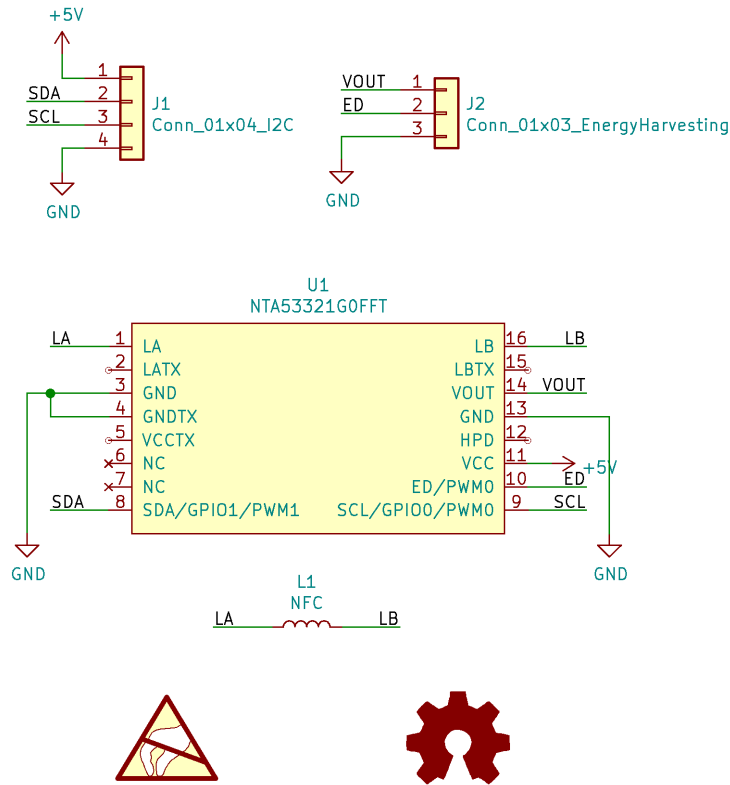 +5V
1
SDA 2
SCL 3
4
J1
Conn_01x04_I2C
GND
VOUT 1
ED 2
3
J2
Conn_01x03_EnergyHarvesting
GND
U1
NTA53321G0FFT
LA 1 LA LB 16 LB
2 LATX LBTX 15
3 GND VOUT 14 VOUT
4 GNDTX GND 13
5 VCCTX HPD 12
6 NC VCC 11 +5V
7 NC ED/PWM0 10 ED
SDA 8 SDA/GPIO1/PWM1 SCL/GPIO0/PWM0 9 SCL
GND GND
L1
NFC
LA LB